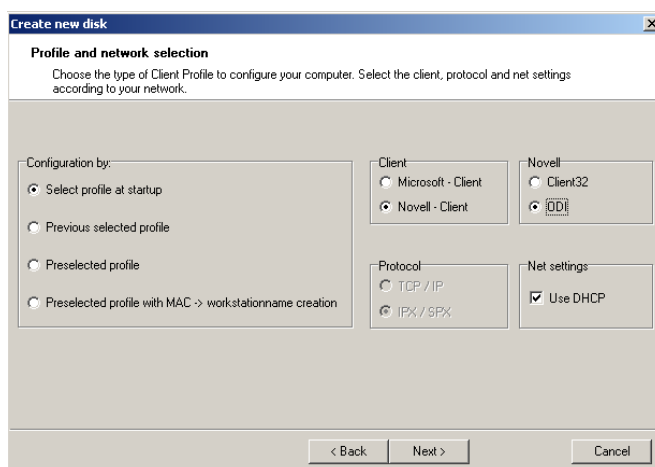 Create new disk
Profile and network selection
Choose the type of Client Profile to configure your computer. Select the client, protocol and net settings
according to your network.
Configuration by:
Select profile at startup
Previous selected profile
Preselected profile
Preselected profile with MAC -> workstationname creation
Client
Microsoft - Client
Novell - Client
Novell
Client32
ODI
Protocol
TCP / IP
IPX / SPX
Net settings
Use DHCP
< Back
Next >
Cancel